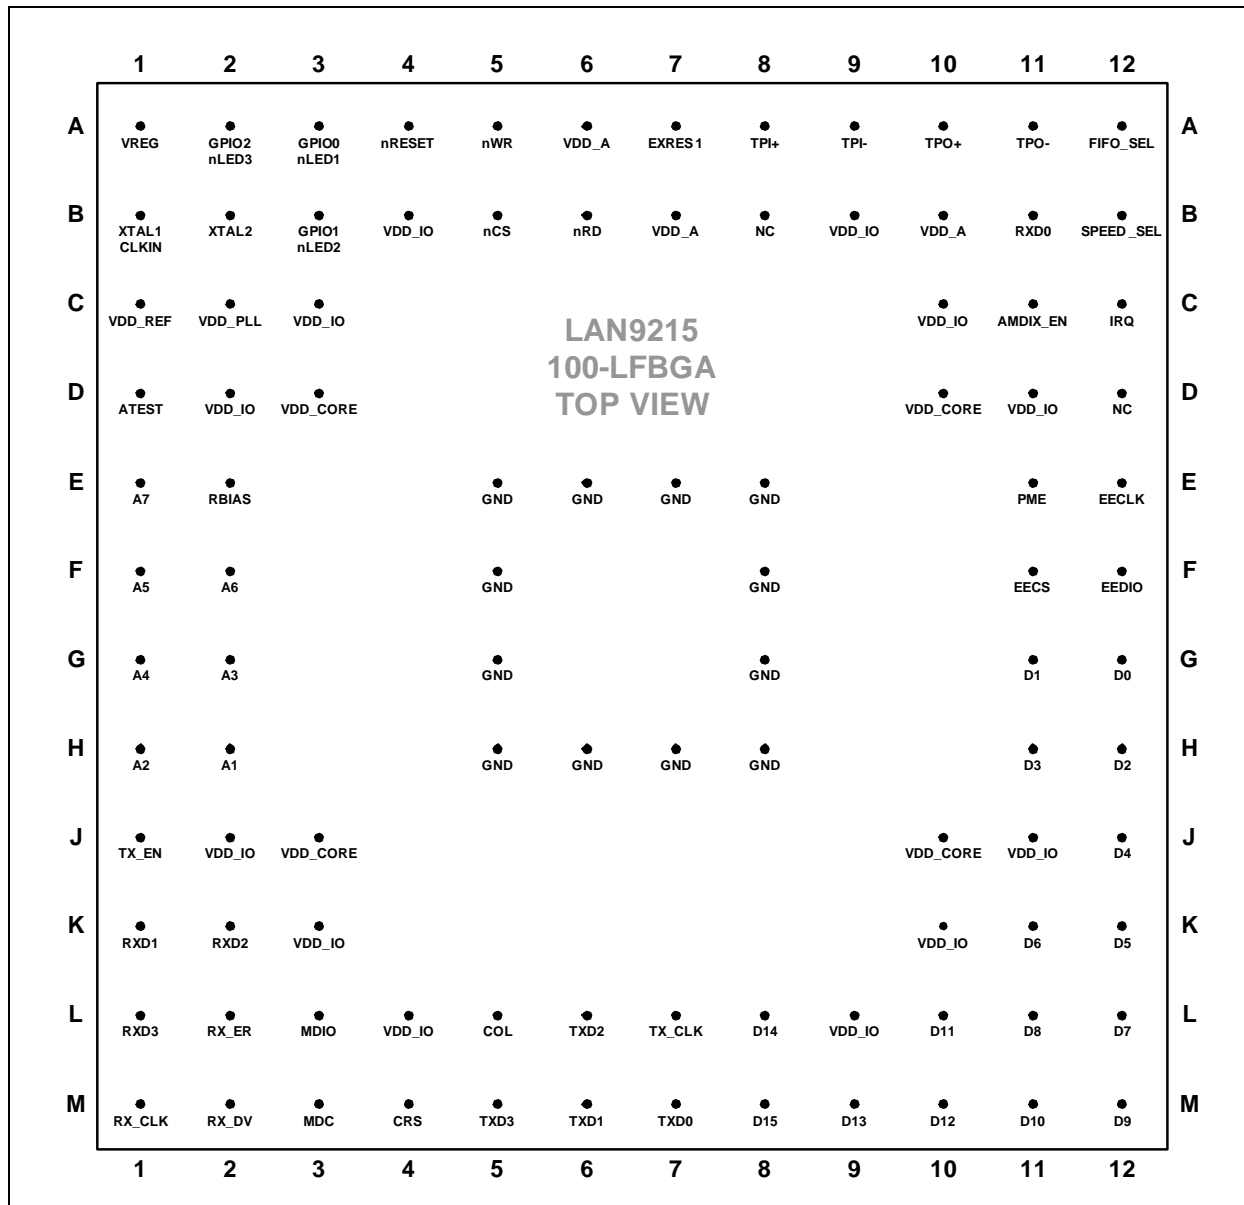 1 2 3 4 5 6 7 8 9 10 11 12
A VREG GPIO2 GPIO0 nRESET nWR VDD_A EXRES1 TPI+ TPI- TPO+ TPO- FIFO_SEL A
nLED3 nLED1
B XTAL1 XTAL2 GPIO1 VDD_IO nCS nRD VDD_A NC VDD_IO VDD_A RXD0 SPEED_SEL B
CLKIN nLED2
C VDD_REF VDD_PLL VDD_IO VDD_IO AMDIX_EN IRQ C
LAN9215
100-LFBGA
TOP VIEW
D ATEST VDD_IO VDD_CORE VDD_CORE VDD_IO NC D
E A7 RBIAS GND GND GND GND PME EECLK E
F A5 A6 GND GND EECS EEDIO F
G A4 A3 GND GND D1 D0 G
H A2 A1 GND GND GND GND D3 D2 H
J TX_EN VDD_IO VDD_CORE VDD_CORE VDD_IO D4 J
K RXD1 RXD2 VDD_IO VDD_IO D6 D5 K
L RXD3 RX_ER MDIO VDD_IO COL TXD2 TX_CLK D14 VDD_IO D11 D8 D7 L
M RX_CLK RX_DV MDC CRS TXD3 TXD1 TXD0 D15 D13 D12 D10 D9 M
1 2 3 4 5 6 7 8 9 10 11 12